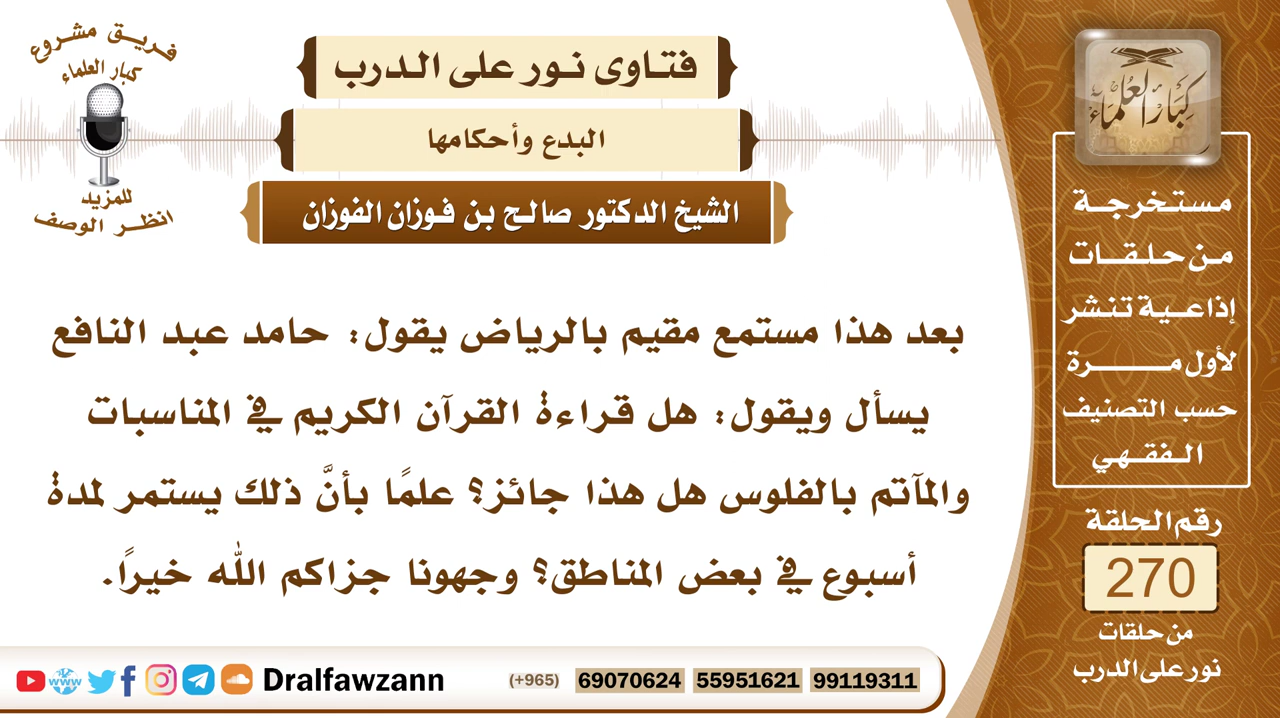 فريق مشروع
كبار العلماء
للمزيد
انظر الوصف
فتاوى نور على الدرب
البدع وأحكامها
الشيخ الدكتور صالح بن فوزان الفوزان
بعد هذا مستمع مقيم بالرياض يقول: حامد عبد النافع
يسأل ويقول: هل قراءة القرآن الكريم في المناسبات
والمآتم بالفلوس هل هذا جائز؟ علمًا بأنَّ ذلك يستمر لمدة
أسبوع في بعض المناطق؟ وجهونا جزاكم الله خيرًا.
كبار العلماء
مستخرجة
من حلقات
إذاعية تنشر
لأول مرة
حسب التصنيف
الفقهي
رقم الحلقة
270
من حلقات
نور على الدرب
www
Dralfawzann (+965) 69070624 55951621 99119311